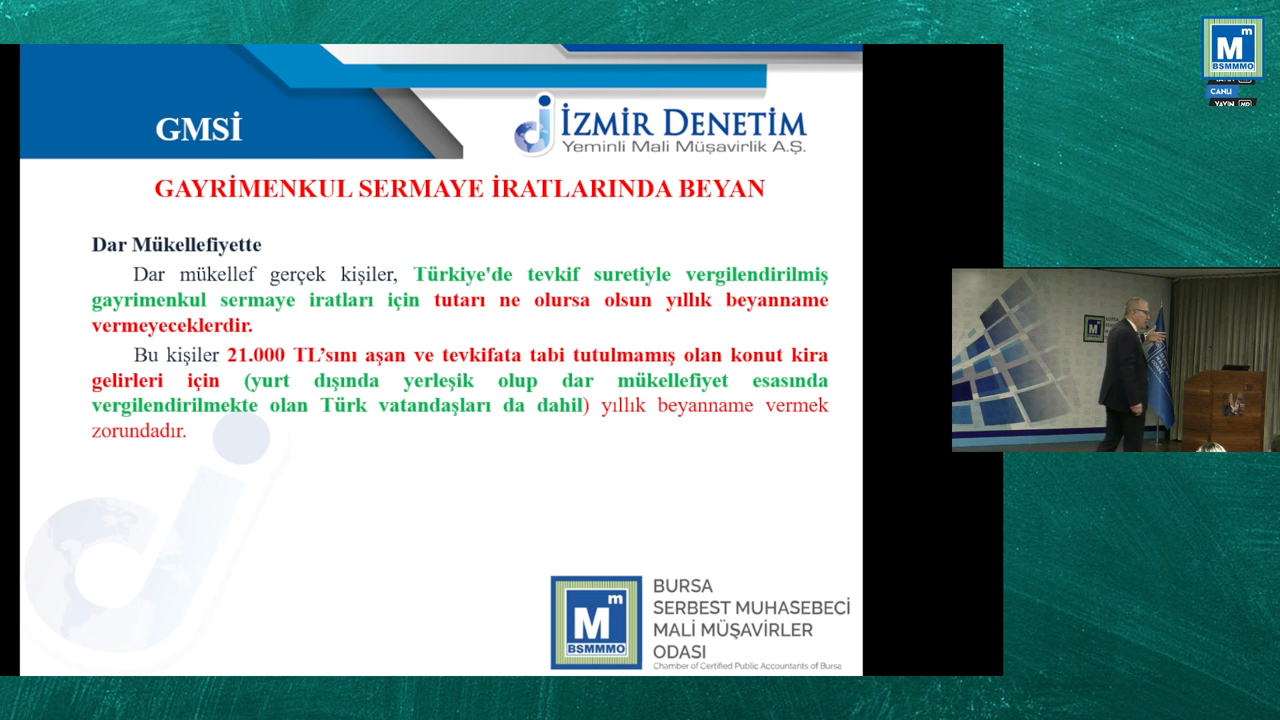 GMSİ
İZMİR DENETİM
Yeminli Mali Müşavirlik A.Ş.
GAYRİMENKUL SERMAYE İRATLARINDA BEYAN
Dar Mükellefiyette
Dar mükellef gerçek kişiler, Türkiye'de tevkif suretiyle vergilendirilmiş
gayrimenkul sermaye iratları için tutarı ne olursa olsun yıllık beyanname
vermeyeceklerdir.
Bu kişiler 21.000 TL’sını aşan ve tevkifata tabi tutulmamış olan konut kira
gelirleri için (yurt dışında yerleşik olup dar mükellefiyet esasında
vergilendirilmekte olan Türk vatandaşları da dahil) yıllık beyanname vermek
zorundadır.
Mm
BSMMMO
BURSA
SERBEST MUHASEBECİ
MALİ MÜŞAVİRLER
ODASI
Chamber of Certified Public Accountants of Bursa
Mm
BSMMMO
CANLI
YAYIN HD